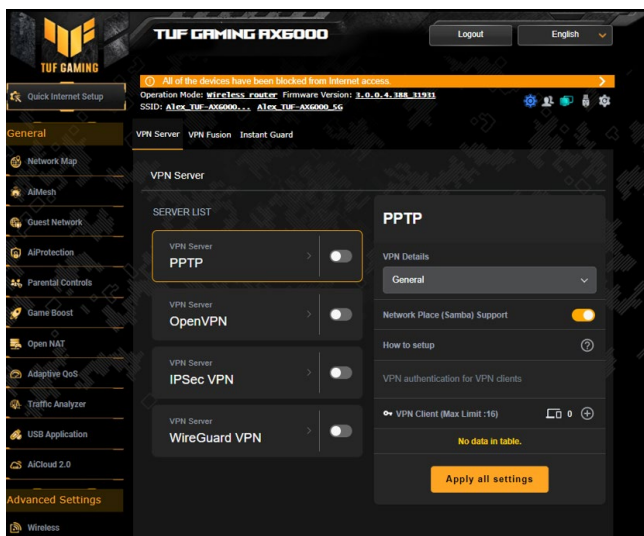 TUF GAMING
TUF GAMING AX6000
Logout
English
All of the devices have been blocked from Internet access.
Operation Mode: Wireless router Firmware Version: 3.0.0.4.388_31931
SSID: Alex_TUF-AX6000... Alex_TUF-AX6000_5G
Quick Internet Setup
General
Network Map
AiMesh
Guest Network
AiProtection
Parental Controls
Game Boost
Open NAT
Adaptive QoS
Traffic Analyzer
USB Application
AiCloud 2.0
Advanced Settings
Wireless
VPN Server VPN Fusion Instant Guard
VPN Server
SERVER LIST
VPN Server
PPTP
VPN Server
OpenVPN
VPN Server
IPSec VPN
VPN Server
WireGuard VPN
PPTP
VPN Details
General
Network Place (Samba) Support
How to setup
VPN authentication for VPN clients
VPN Client (Max Limit :16) 0
No data in table.
Apply all settings